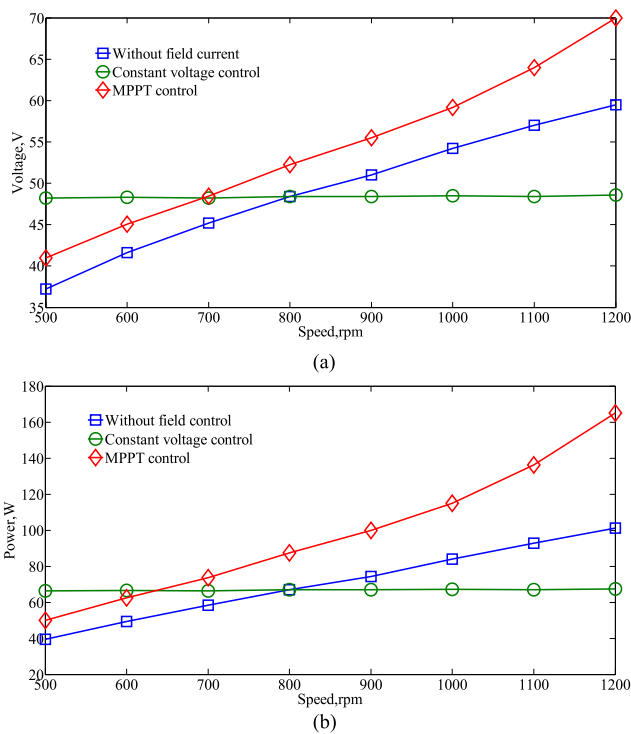 70
65
60
55
50
45
40
35
Voltage,V
Without field current
Constant voltage control
MPPT control
500 600 700 800 900 1000 1100 1200
Speed,rpm
(a)
180
160
140
120
100
80
60
40
20
Power,W
Without field control
Constant voltage control
MPPT control
500 600 700 800 900 1000 1100 1200
Speed,rpm
(b)